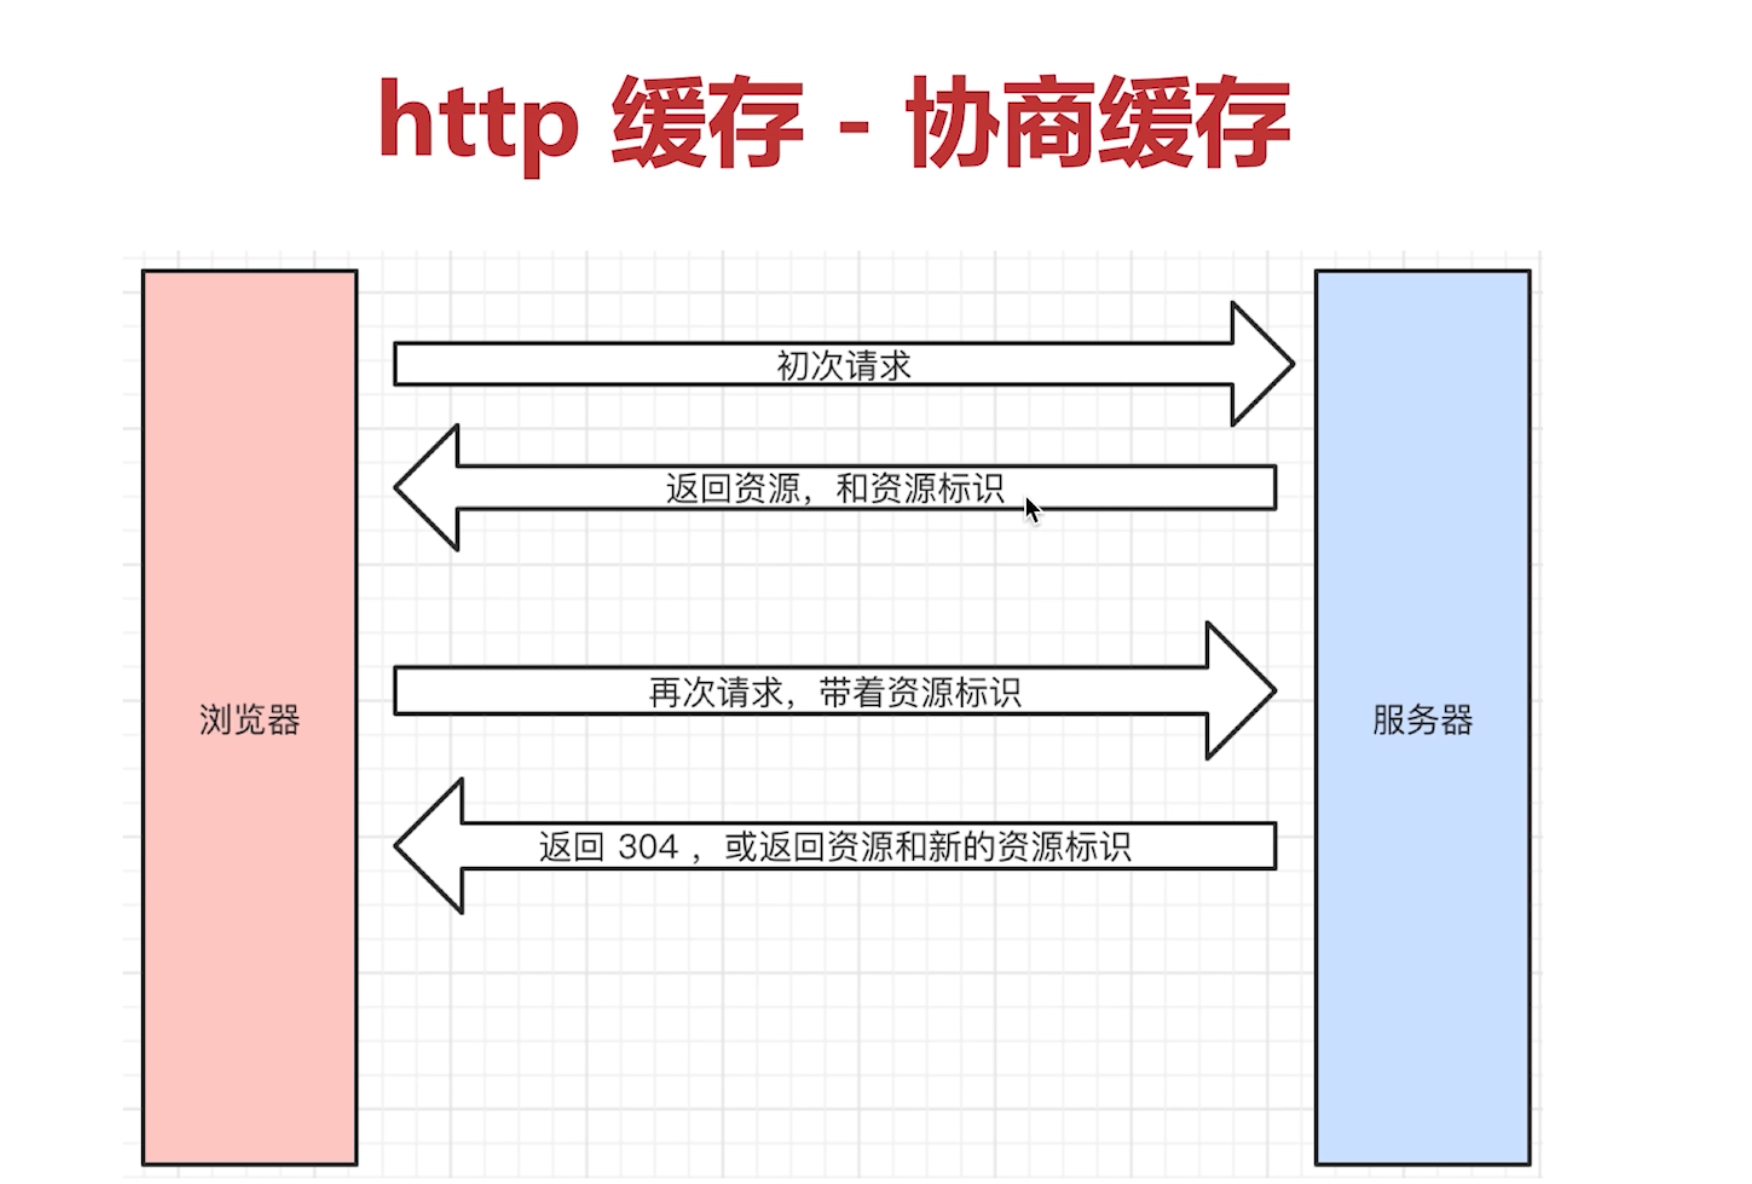 http 缓存 - 协商缓存
初次请求
返回资源，和资源标识
再次请求，带着资源标识
浏览器
服务器
返回 304 ，或返回资源和新的资源标识